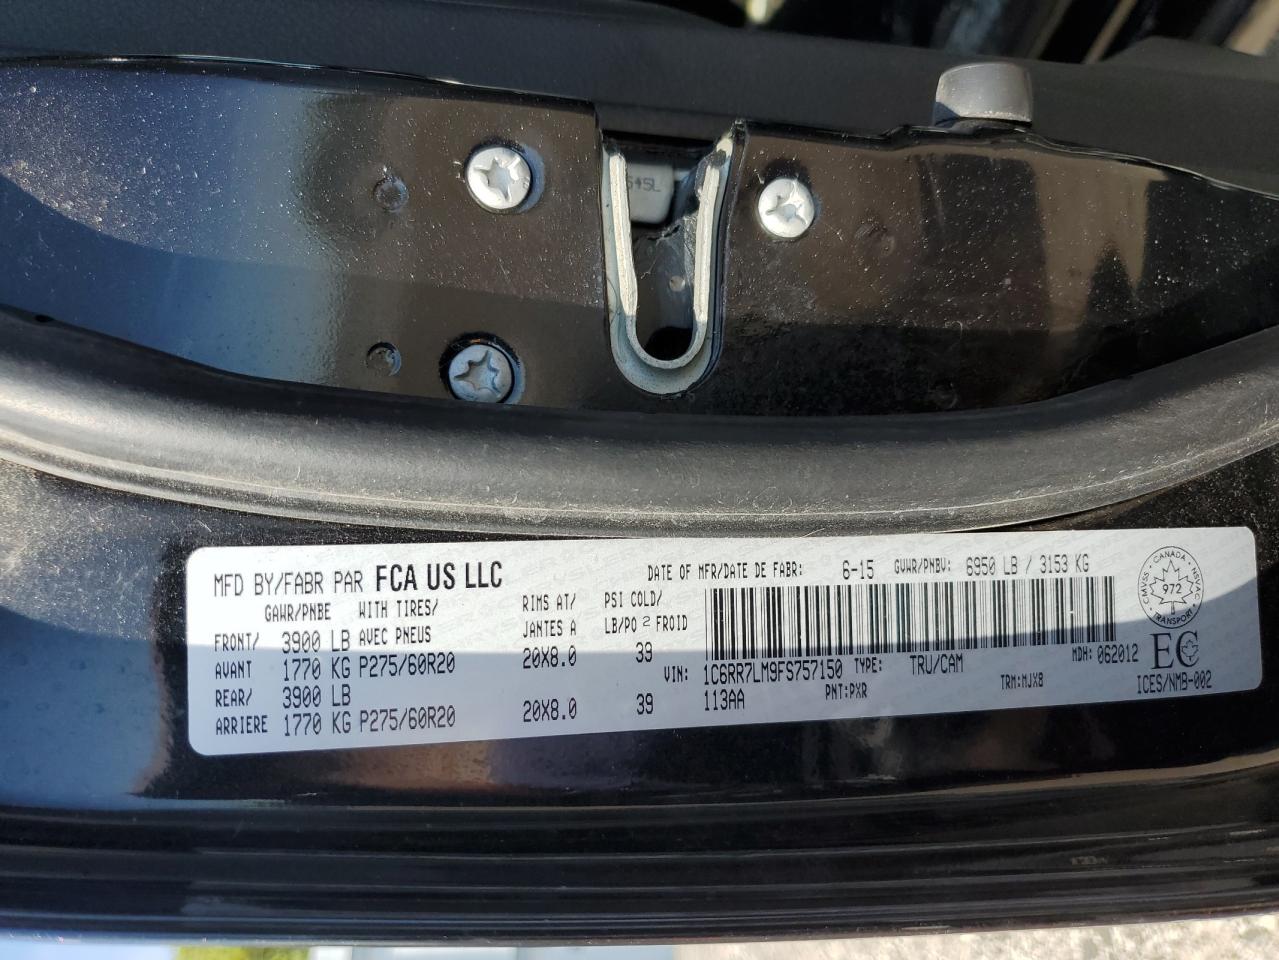 545L
MFD BY/FABR PAR FCA US LLC DATE OF MFR/DATE DE FABR: 6-15 GVWR/PNBV: 6950 LB / 3153 KG
GAWR/PNBE WITH TIRES/ RIMS AT/ PSI COLD/
FRONT/ 3900 LB AVEC PNEUS JANTES A LB/PO² FROID
AVANT 1770 KG P275/60R20 20X8.0 39 VIN: 1C6RR7LM9FS757150 TYPE: TRU/CAM MDH: 062012
REAR/ 3900 LB 113AA PNT:PXR TRM:MJX8
ARRIERE 1770 KG P275/60R20 20X8.0 39
CANADA
CMVSS NSVAC
972
TRANSPORT
EC
ICES/NMB-002